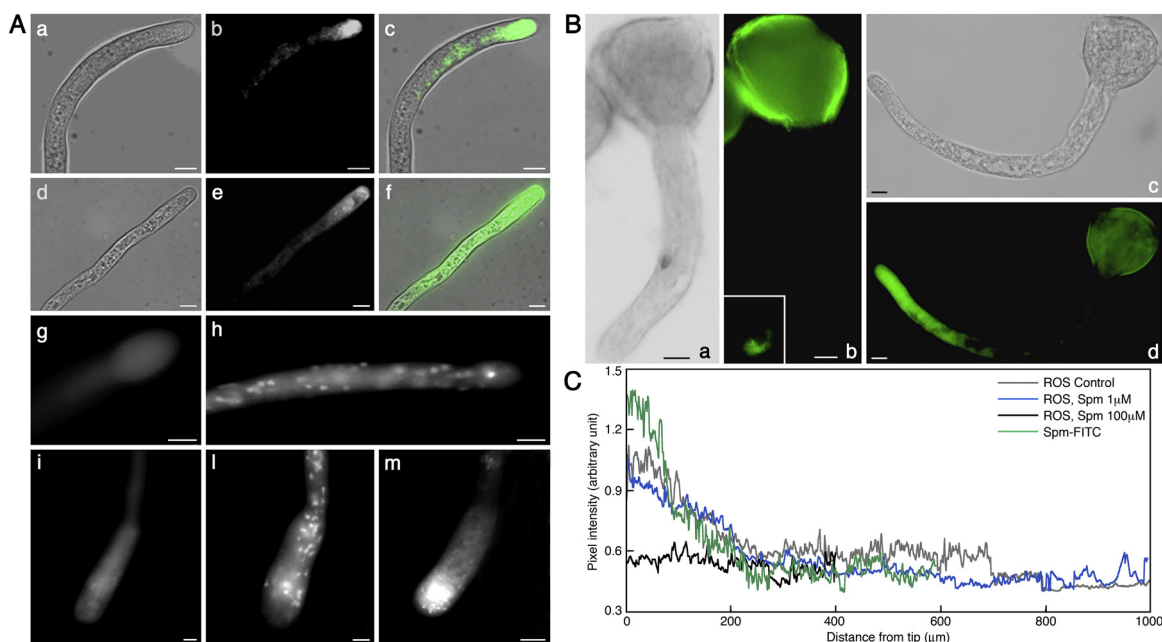 A
a
b
c
d
e
f
g
h
i
l
m
B
a
b
c
d
C
1.5
1.2
0.9
0.6
0.3
Pixel intensity (arbitrary unit)
ROS Control
ROS, Spm 1μM
ROS, Spm 100μM
Spm-FITC
0
200
400
600
800
1000
Distance from tip (μm)